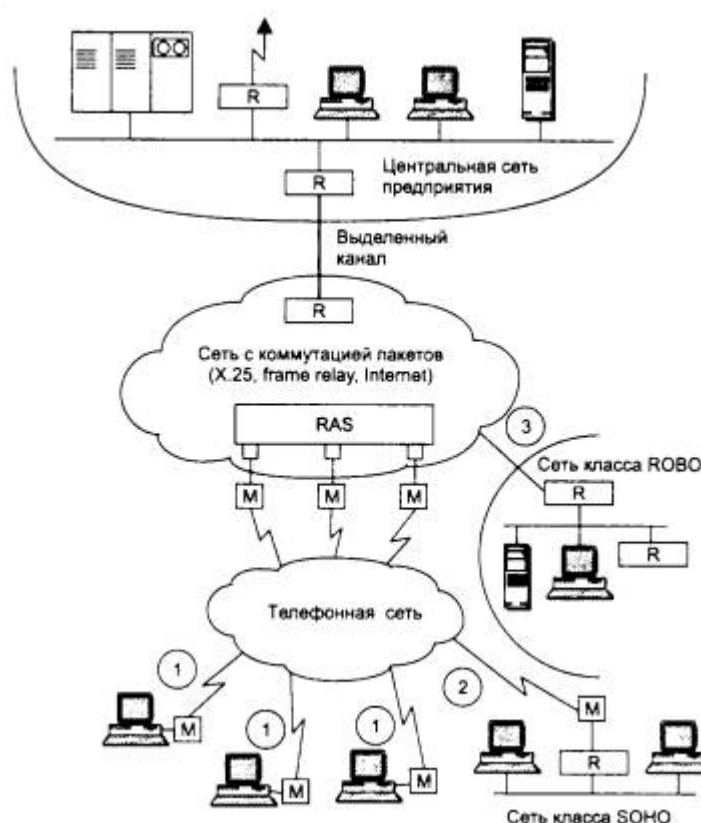 R
Центральная сеть
предприятия
R
Выделенный
канал
R
Сеть с коммутацией пакетов
(X.25, frame relay, Internet)
RAS
3
Сеть класса ROBO
M
M
M
R
R
Телефонная сеть
1
2
M
M
1
1
R
M
M
Сеть класса SOHO